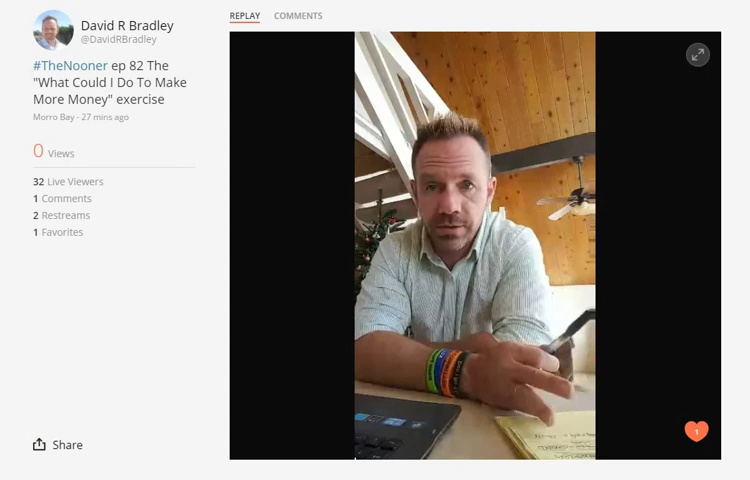 David R Bradley
@DavidRBradley
#TheNooner ep 82 The
"What Could I Do To Make
More Money" exercise
Morro Bay - 27 mins ago
0 Views
32 Live Viewers
1 Comments
2 Restreams
1 Favorites
Share
REPLAY COMMENTS
1